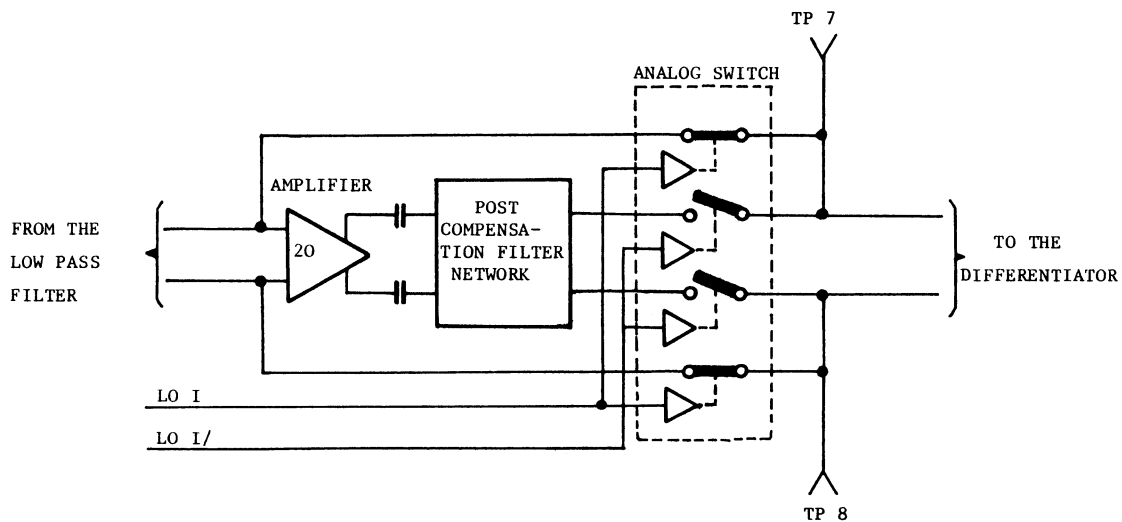 TP 7
ANALOG SWITCH
AMPLIFIER
20
POST
COMPENSA-
TION FILTER
NETWORK
FROM THE
LOW PASS
FILTER
TO THE
DIFFERENTIATOR
LO I
LO I/
TP 8